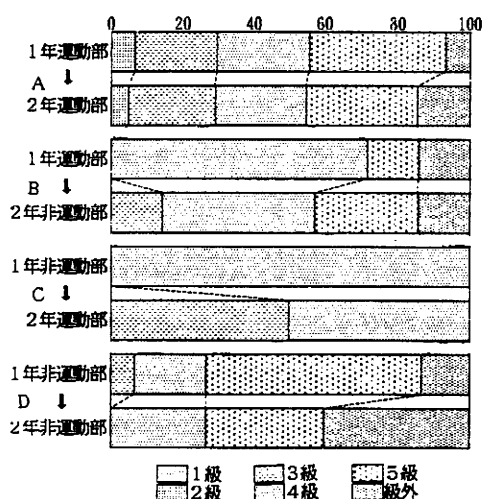 0 20 40 60 80 100
1年運動部
A ↓
2年運動部
1年運動部
B ↓
2年非運動部
1年非運動部
C ↓
2年運動部
1年非運動部
D ↓
2年非運動部
1級 3級 5級
2級 4級 級外